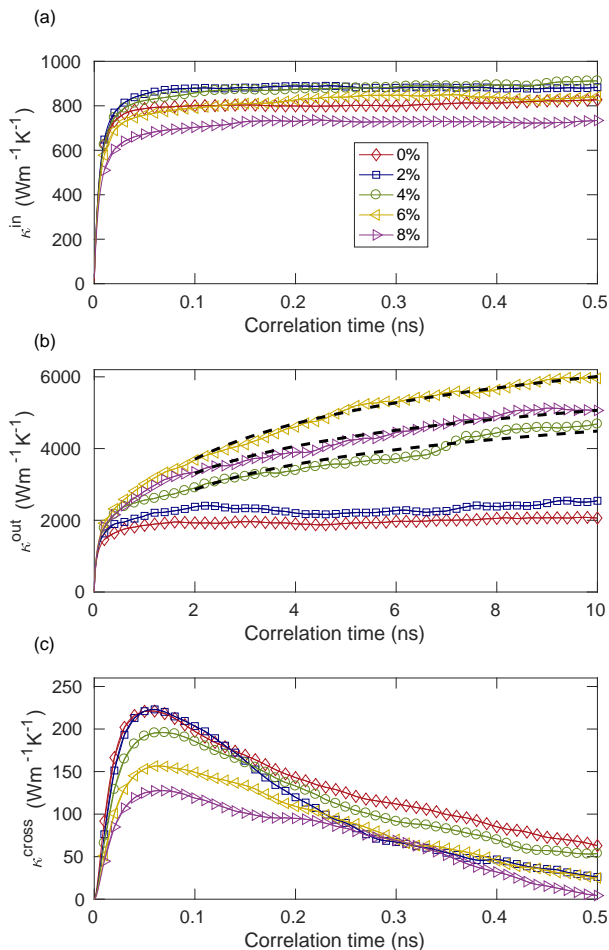 (a)
1000
800
600
400
200
0
κ^in (Wm⁻¹K⁻¹)
0%
2%
4%
6%
8%
0 0.1 0.2 0.3 0.4 0.5
Correlation time (ns)
(b)
6000
4000
2000
0
κ^out (Wm⁻¹K⁻¹)
0 2 4 6 8 10
Correlation time (ns)
(c)
250
200
150
100
50
0
κ^cross (Wm⁻¹K⁻¹)
0 0.1 0.2 0.3 0.4 0.5
Correlation time (ns)